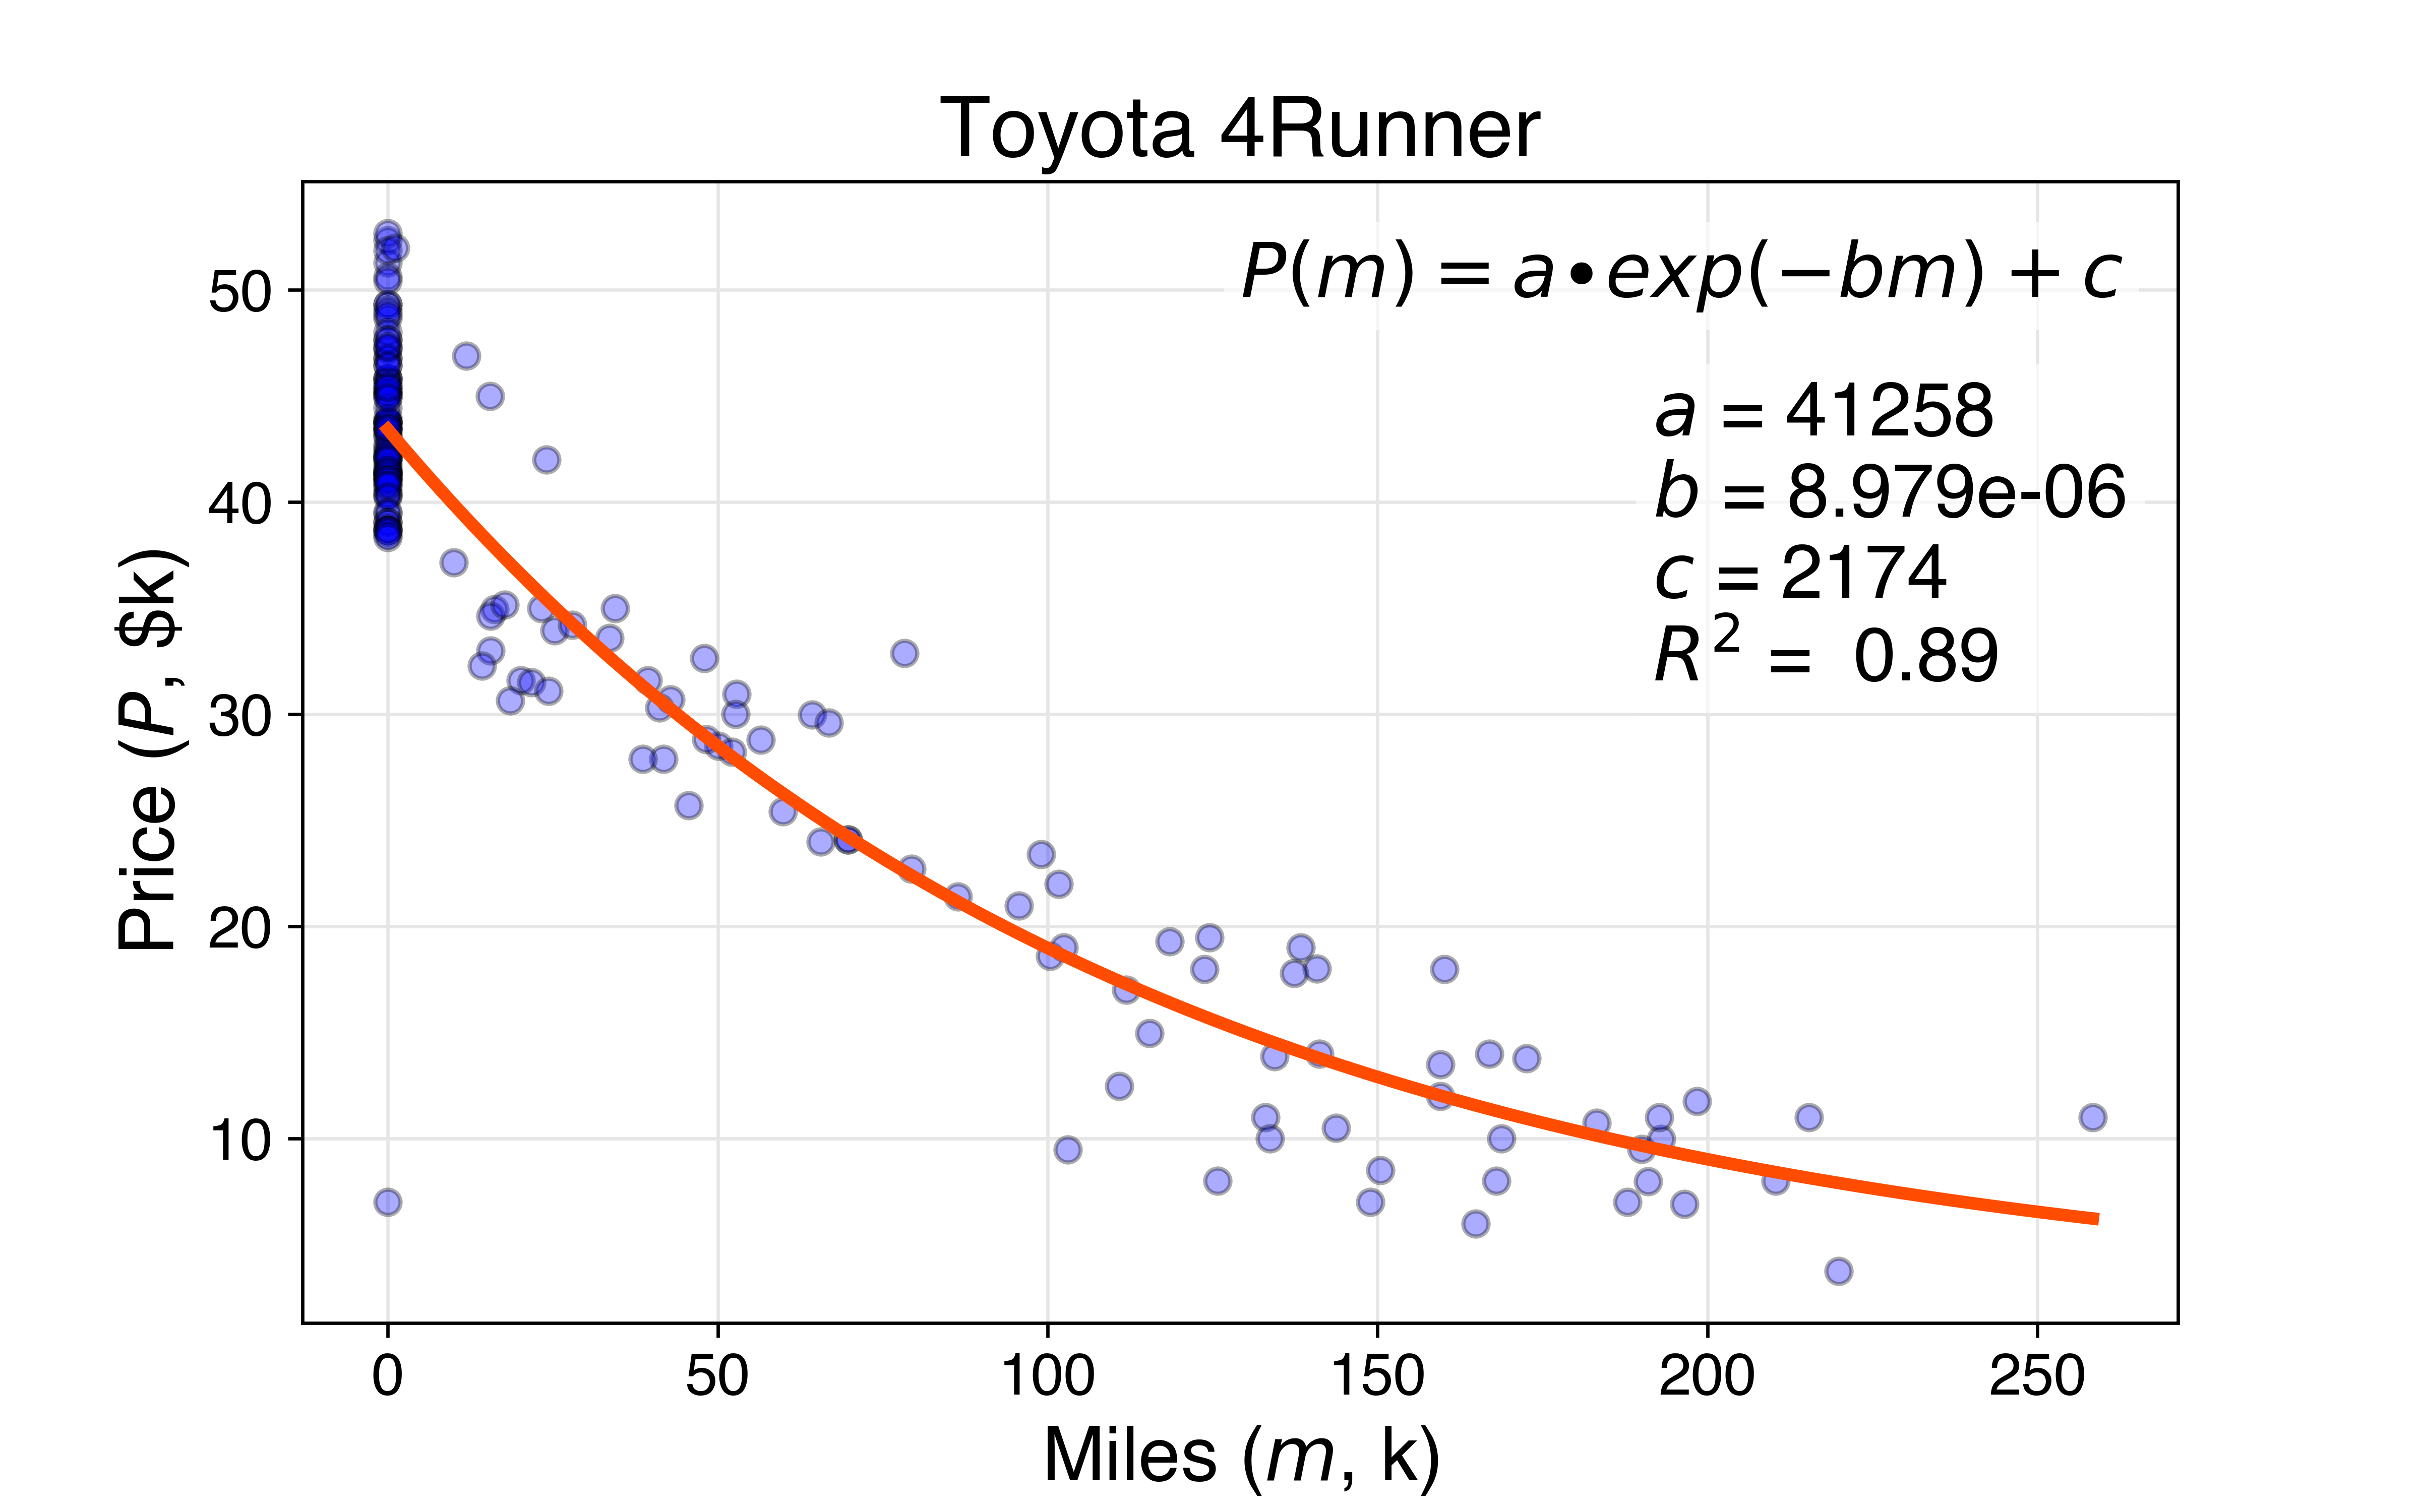 Toyota 4Runner
P(m) = a•exp(−bm) + c
a = 41258
b = 8.979e-06
c = 2174
R² = 0.89
Price (P, $k)
50
40
30
20
10
0 50 100 150 200 250
Miles (m, k)